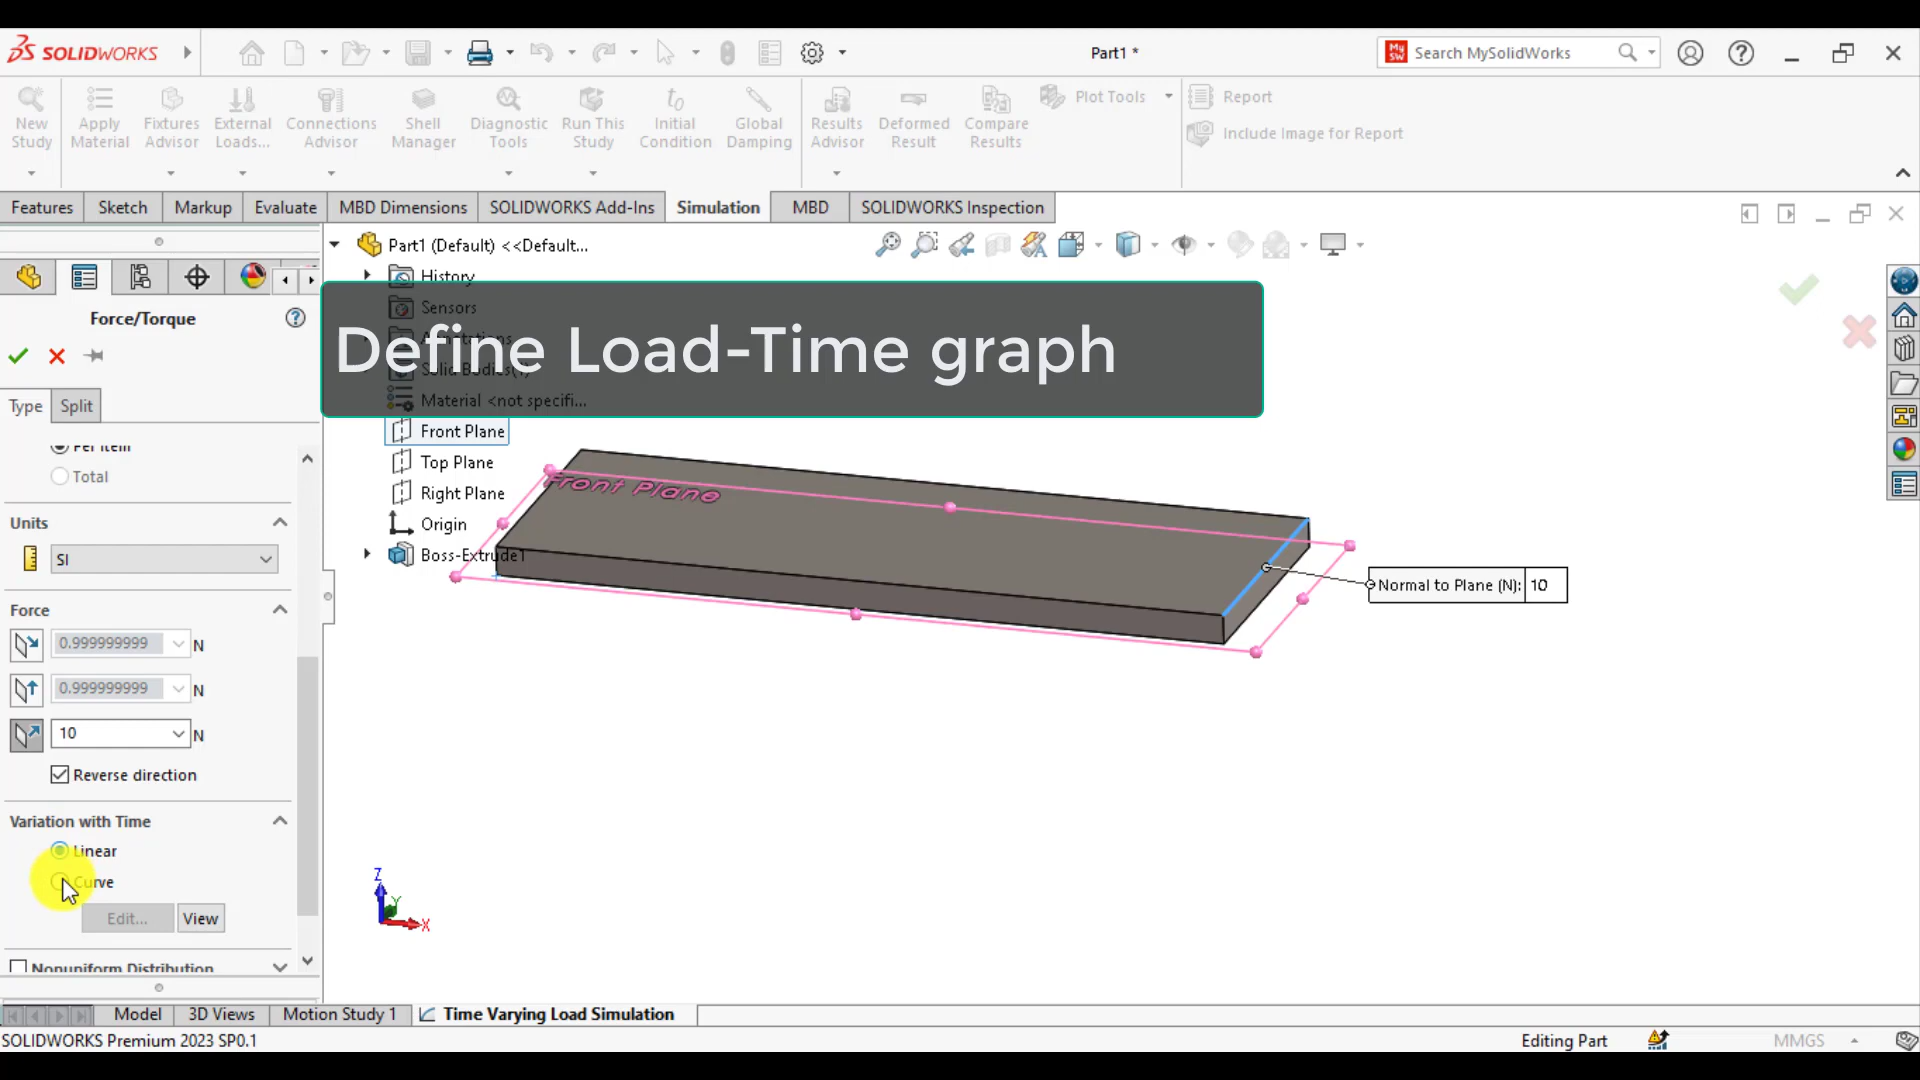 SOLIDWORKS
Part1 *
Search MySolidWorks
New Study
Apply Material
Fixtures Advisor
External Loads...
Connections Advisor
Shell Manager
Diagnostic Tools
Run This Study
Initial Condition
Global Damping
Results Advisor
Deformed Result
Compare Results
Plot Tools
Report
Include Image for Report
Features
Sketch
Markup
Evaluate
MBD Dimensions
SOLIDWORKS Add-Ins
Simulation
MBD
SOLIDWORKS Inspection
Part1 (Default) <<Default...
History
Sensors
Annotations
Solid Bodies(1)
Material <not specifi...
Front Plane
Top Plane
Right Plane
Origin
Boss-Extrude1
Define Load-Time graph
Force/Torque
Type
Split
Per item
Total
Units
SI
Force
0.999999999 N
0.999999999 N
10 N
Reverse direction
Variation with Time
Linear
Curve
Edit...
View
Nonuniform Distribution
Front Plane
Normal to Plane (N): 10
Z
Y
X
Model
3D Views
Motion Study 1
Time Varying Load Simulation
SOLIDWORKS Premium 2023 SP0.1
Editing Part
MMGS